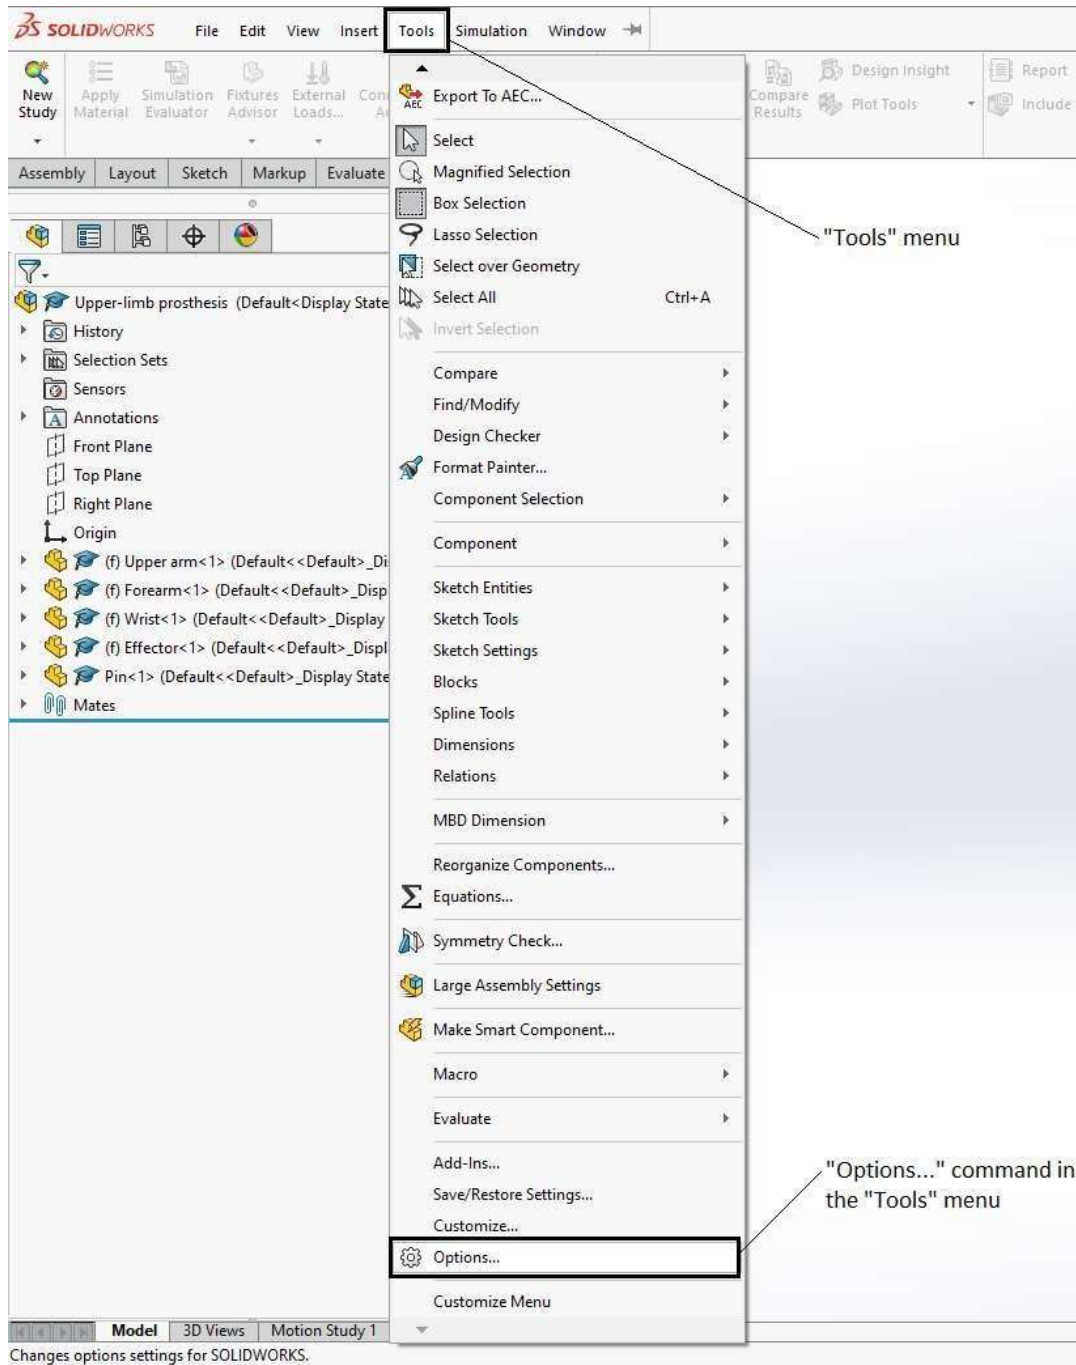 SOLIDWORKS File Edit View Insert Tools Simulation Window
New Study
Apply Material
Simulation Evaluator
Fixtures Advisor
External Loads...
Compare Results
Design Insight
Plot Tools
Report
Include
Assembly Layout Sketch Markup Evaluate
Upper-limb prosthesis (Default<Display State
History
Selection Sets
Sensors
Annotations
Front Plane
Top Plane
Right Plane
Origin
(f) Upper arm<1> (Default<<Default>_Di
(f) Forearm<1> (Default<<Default>_Disp
(f) Wrist<1> (Default<<Default>_Display
(f) Effector<1> (Default<<Default>_Displ
Pin<1> (Default<<Default>_Display State
Mates
AEC Export To AEC...
Select
Magnified Selection
Box Selection
Lasso Selection
Select over Geometry
Select All Ctrl+A
Invert Selection
Compare
Find/Modify
Design Checker
Format Painter...
Component Selection
Component
Sketch Entities
Sketch Tools
Sketch Settings
Blocks
Spline Tools
Dimensions
Relations
MBD Dimension
Reorganize Components...
Equations...
Symmetry Check...
Large Assembly Settings
Make Smart Component...
Macro
Evaluate
Add-Ins...
Save/Restore Settings...
Customize...
Options...
Customize Menu
"Tools" menu
"Options..." command in
the "Tools" menu
Model 3D Views Motion Study 1
Changes options settings for SOLIDWORKS.